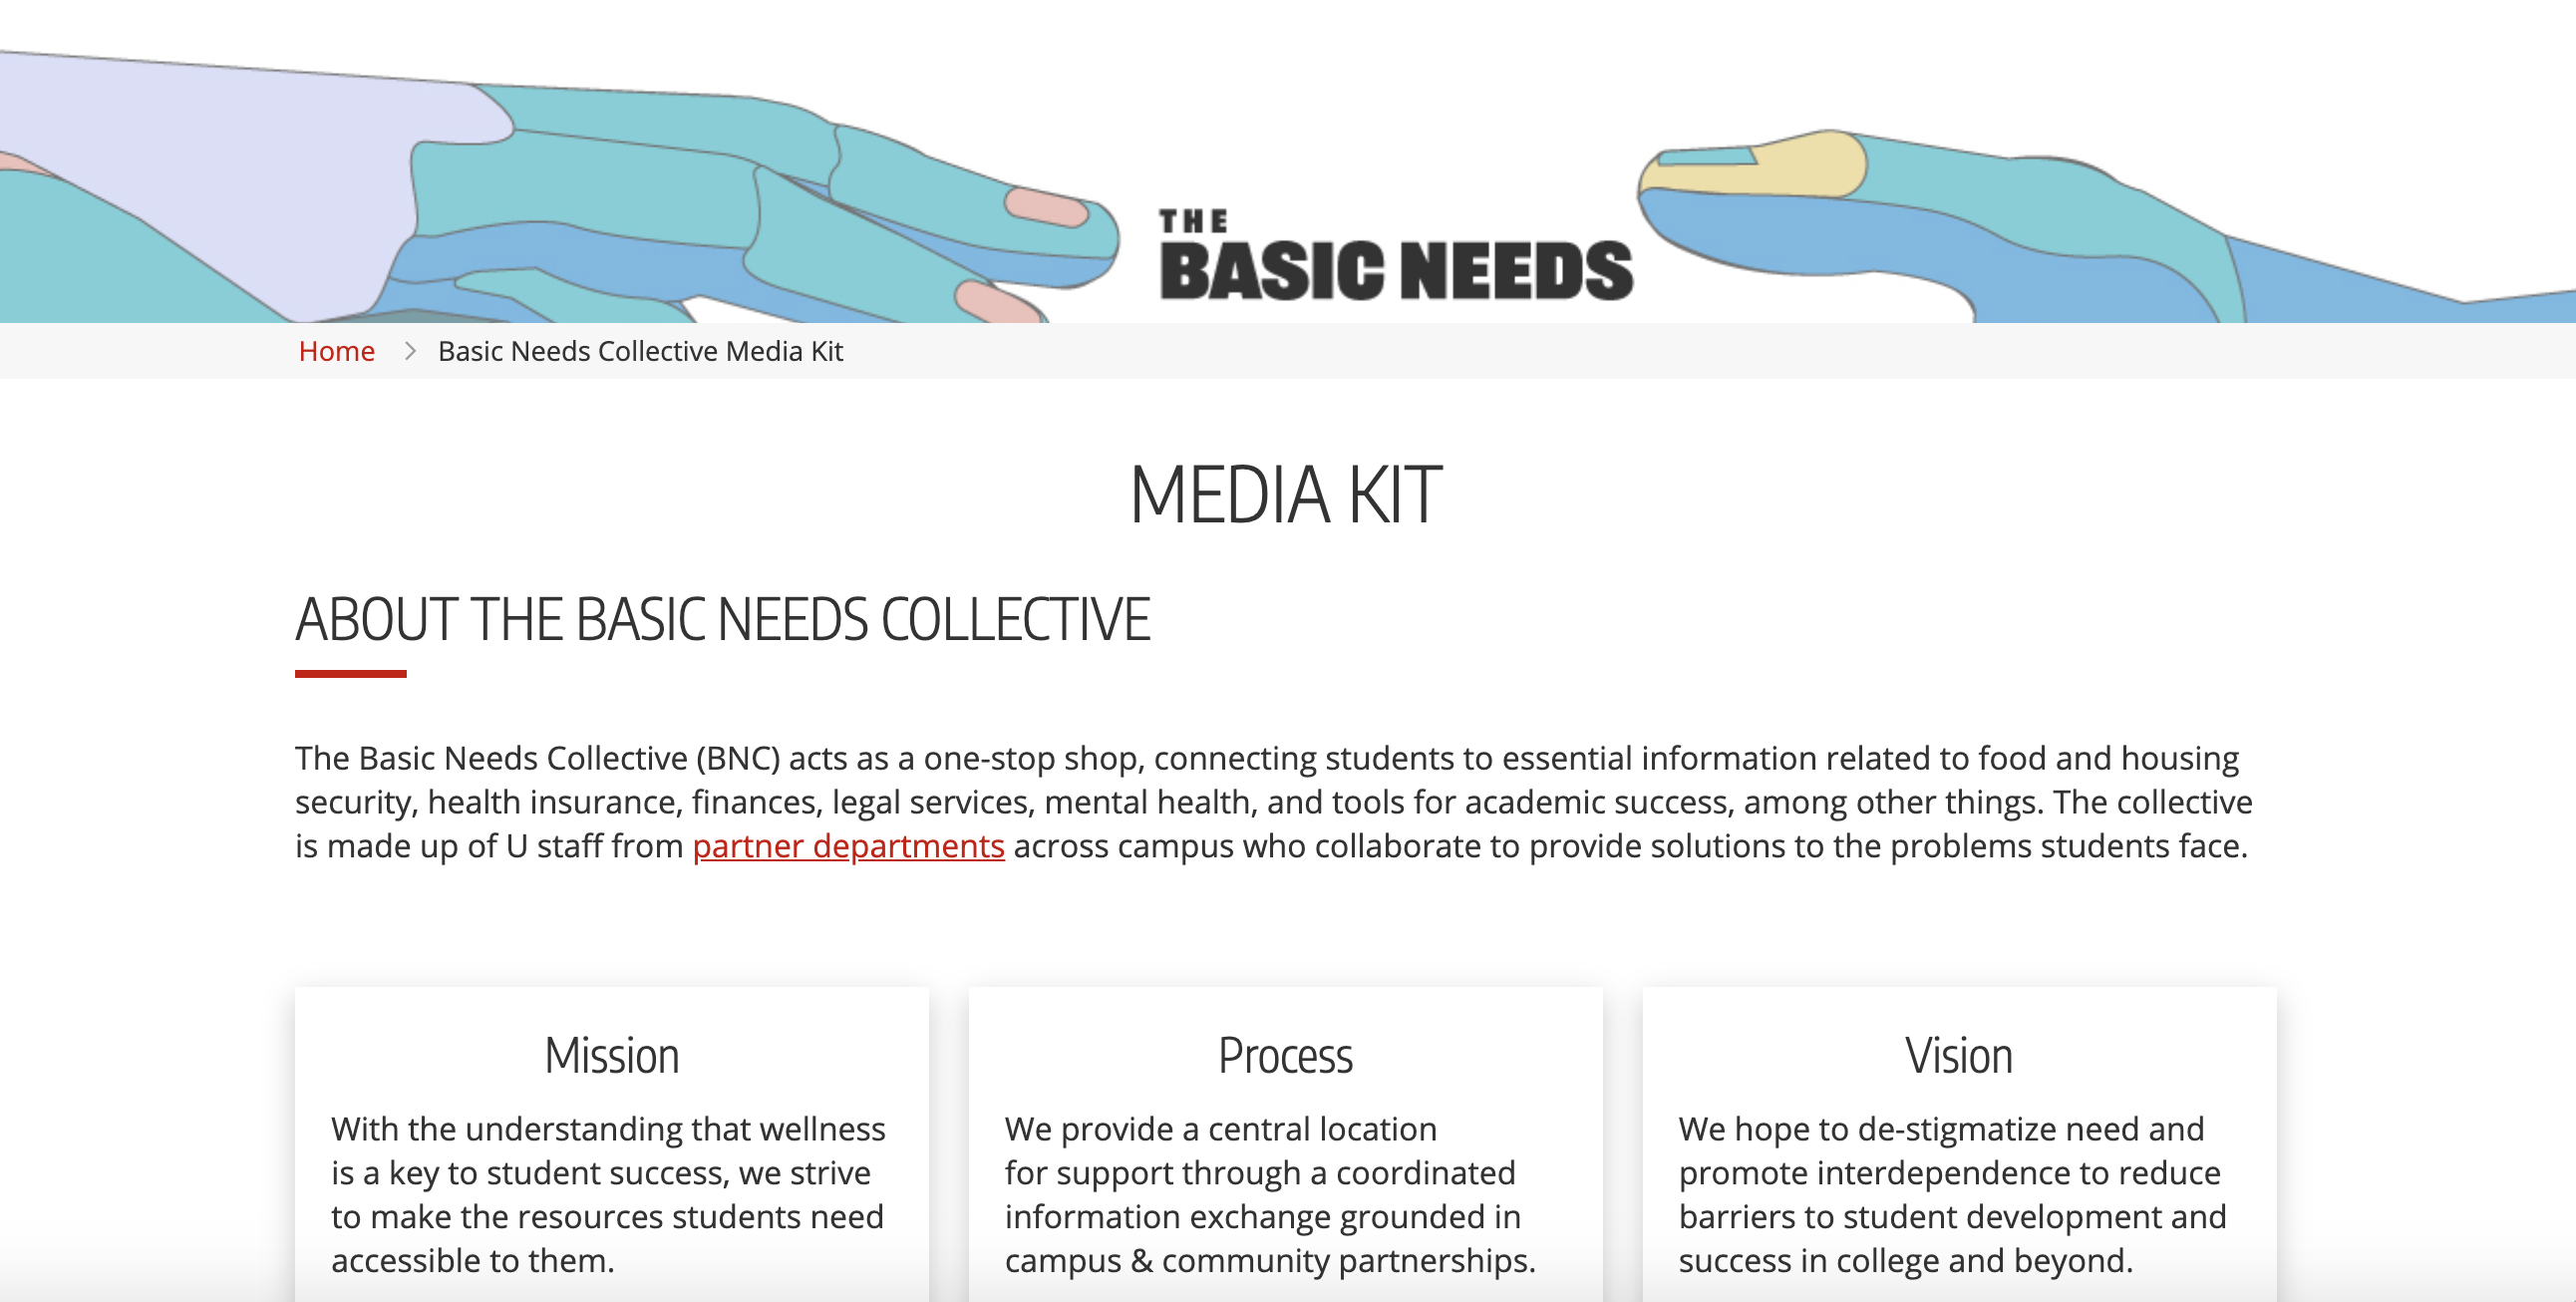 THE
BASIC NEEDS
Home > Basic Needs Collective Media Kit
MEDIA KIT
ABOUT THE BASIC NEEDS COLLECTIVE
The Basic Needs Collective (BNC) acts as a one-stop shop, connecting students to essential information related to food and housing
security, health insurance, finances, legal services, mental health, and tools for academic success, among other things. The collective
is made up of U staff from partner departments across campus who collaborate to provide solutions to the problems students face.
Mission
With the understanding that wellness
is a key to student success, we strive
to make the resources students need
accessible to them.
Process
We provide a central location
for support through a coordinated
information exchange grounded in
campus & community partnerships.
Vision
We hope to de-stigmatize need and
promote interdependence to reduce
barriers to student development and
success in college and beyond.